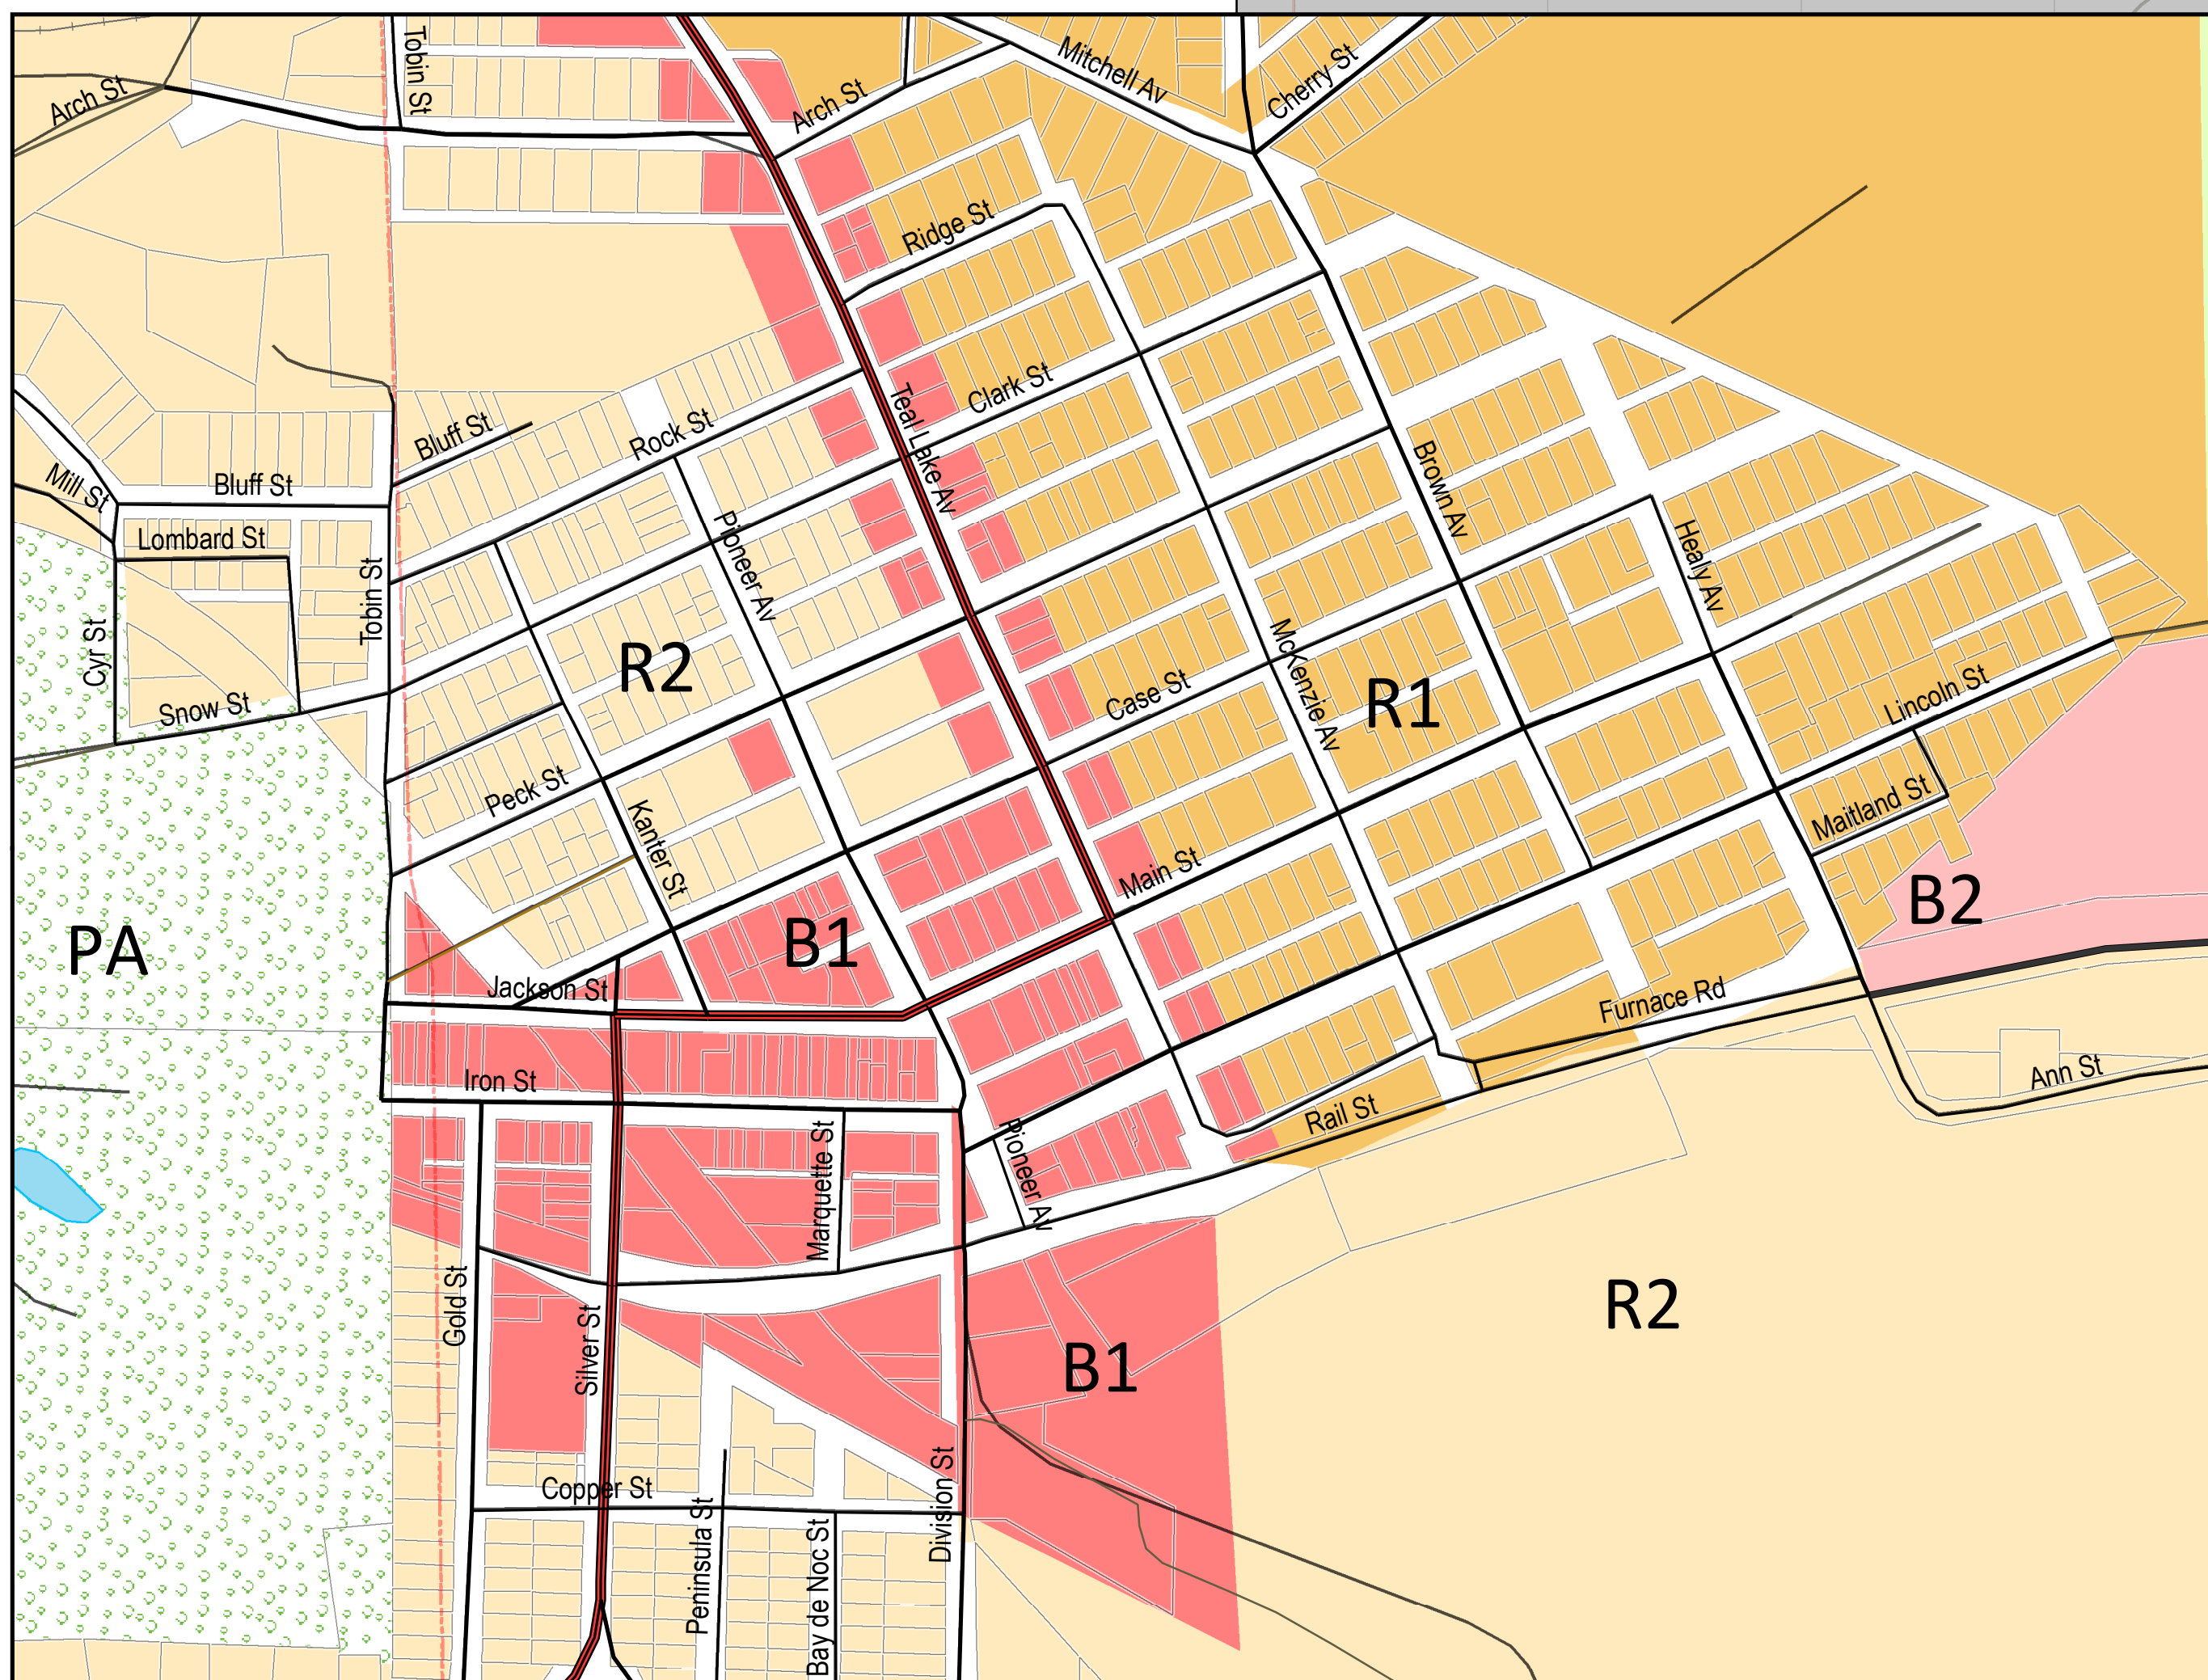 Tobin St
Mitchell Av
Cherry St
Arch St
Arch St
Ridge St
Clark St
Teal Lake Av
Bluff St
Rock St
Mill St
Bluff St
Brown Av
Lombard St
Pioneer Av
Healy Av
Tobin St
Cyr St
R2
McKenzie Av
R1
Case St
Snow St
Lincoln St
Peck St
Kanter St
Maitland St
Main St
B2
PA
B1
Jackson St
Furnace Rd
Iron St
Ann St
Rail St
Marquette St
Pioneer Av
Gold St
Silver St
R2
B1
Copper St
Division St
Peninsula St
Bay de Noc St